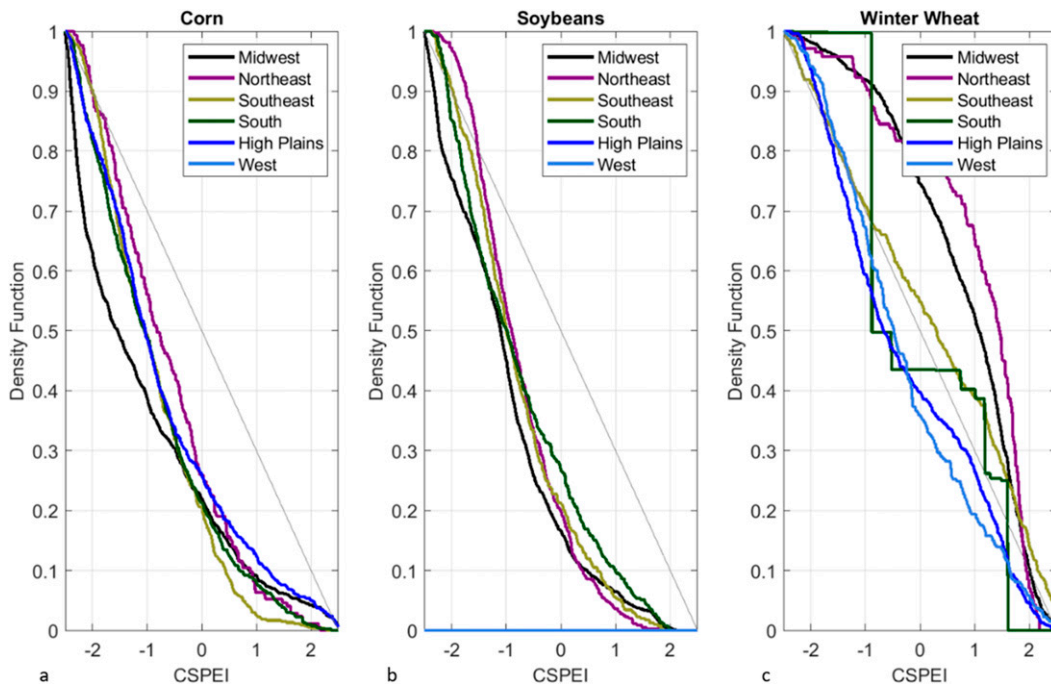 Corn
Density Function
1
0.9
0.8
0.7
0.6
0.5
0.4
0.3
0.2
0.1
0
Midwest
Northeast
Southeast
South
High Plains
West
-2 -1 0 1 2
CSPEI
a
Soybeans
Density Function
1
0.9
0.8
0.7
0.6
0.5
0.4
0.3
0.2
0.1
0
Midwest
Northeast
Southeast
South
High Plains
West
-2 -1 0 1 2
CSPEI
b
Winter Wheat
Density Function
1
0.9
0.8
0.7
0.6
0.5
0.4
0.3
0.2
0.1
0
Midwest
Northeast
Southeast
South
High Plains
West
-2 -1 0 1 2
CSPEI
c